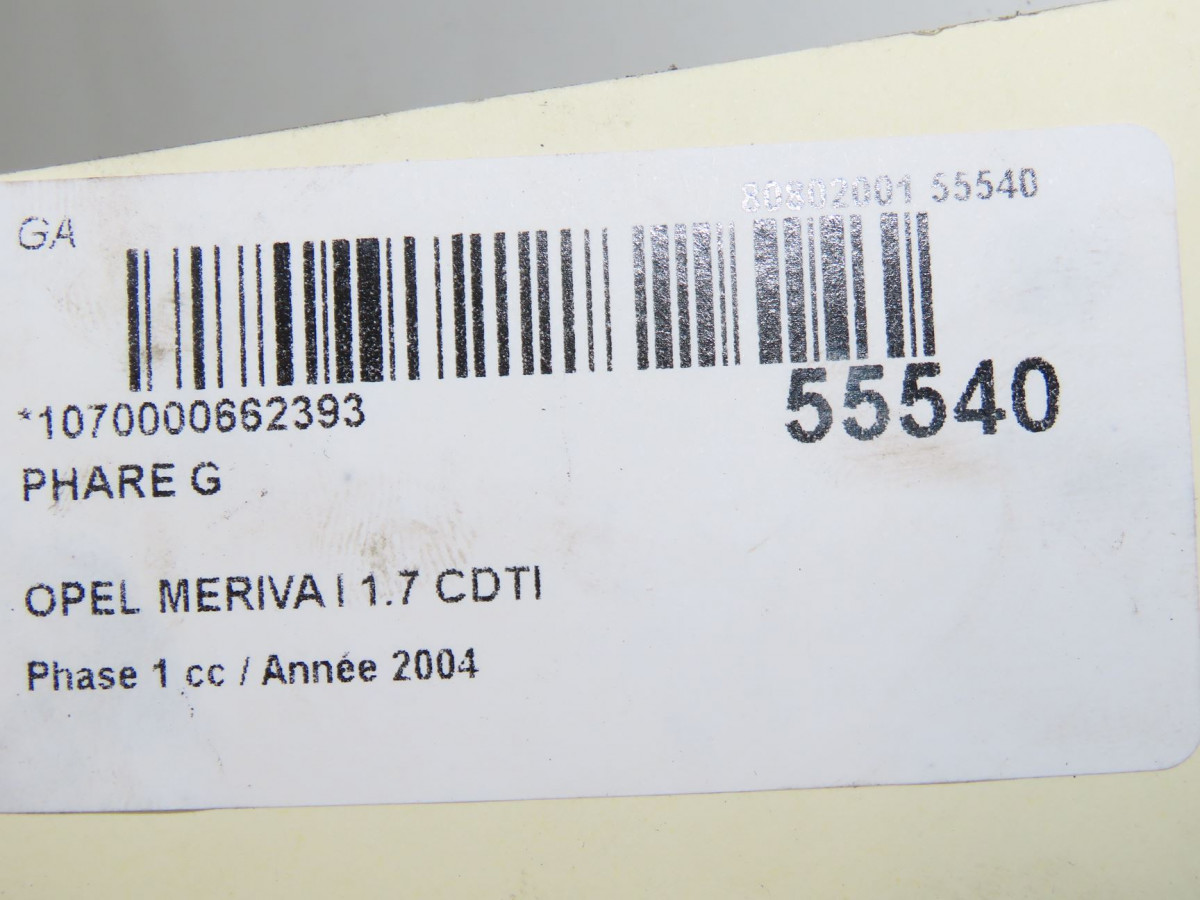 80802001 55540
GA
55540
*1070000662393
PHARE G
OPEL MERIVA I 1.7 CDTI
Phase 1 cc / Année 2004